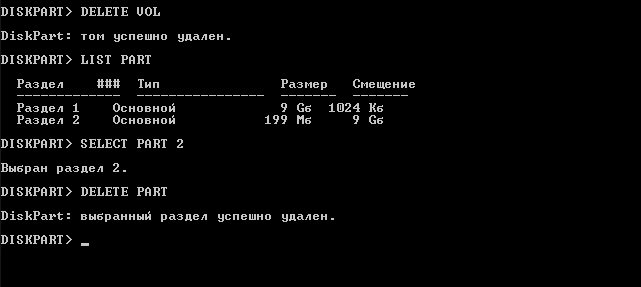 DISKPART> DELETE VOL
DiskPart: том успешно удален.
DISKPART> LIST PART
Раздел    ###  Тип               Размер   Смещение
-------------  ----------------  -------  -------
Раздел 1    Основной             9 Gб  1024 Кб
Раздел 2    Основной           199 Mб     9 Gб
DISKPART> SELECT PART 2
Выбран раздел 2.
DISKPART> DELETE PART
DiskPart: выбранный раздел успешно удален.
DISKPART> _